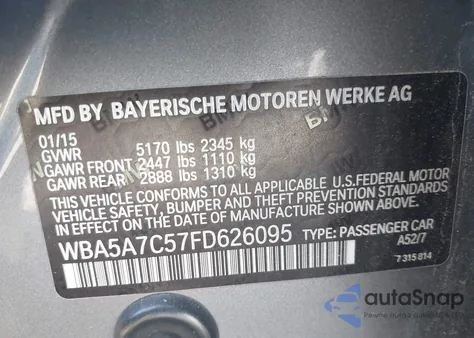 MFD BY BAYERISCHE MOTOREN WERKE AG
01/15
GVWR 5170 lbs 2345 kg
GAWR FRONT 2447 lbs 1110 kg
GAWR REAR 2888 lbs 1310 kg
THIS VEHICLE CONFORMS TO ALL APPLICABLE U.S. FEDERAL MOTOR
VEHICLE SAFETY, BUMPER, AND THEFT PREVENTION
STANDARDS IN EFFECT ON THE DATE OF MANUFACTURE
SHOWN ABOVE.
WBA5A7C57FD626095 TYPE: PASSENGER CAR
A52/7
7 315 814
autoSnap